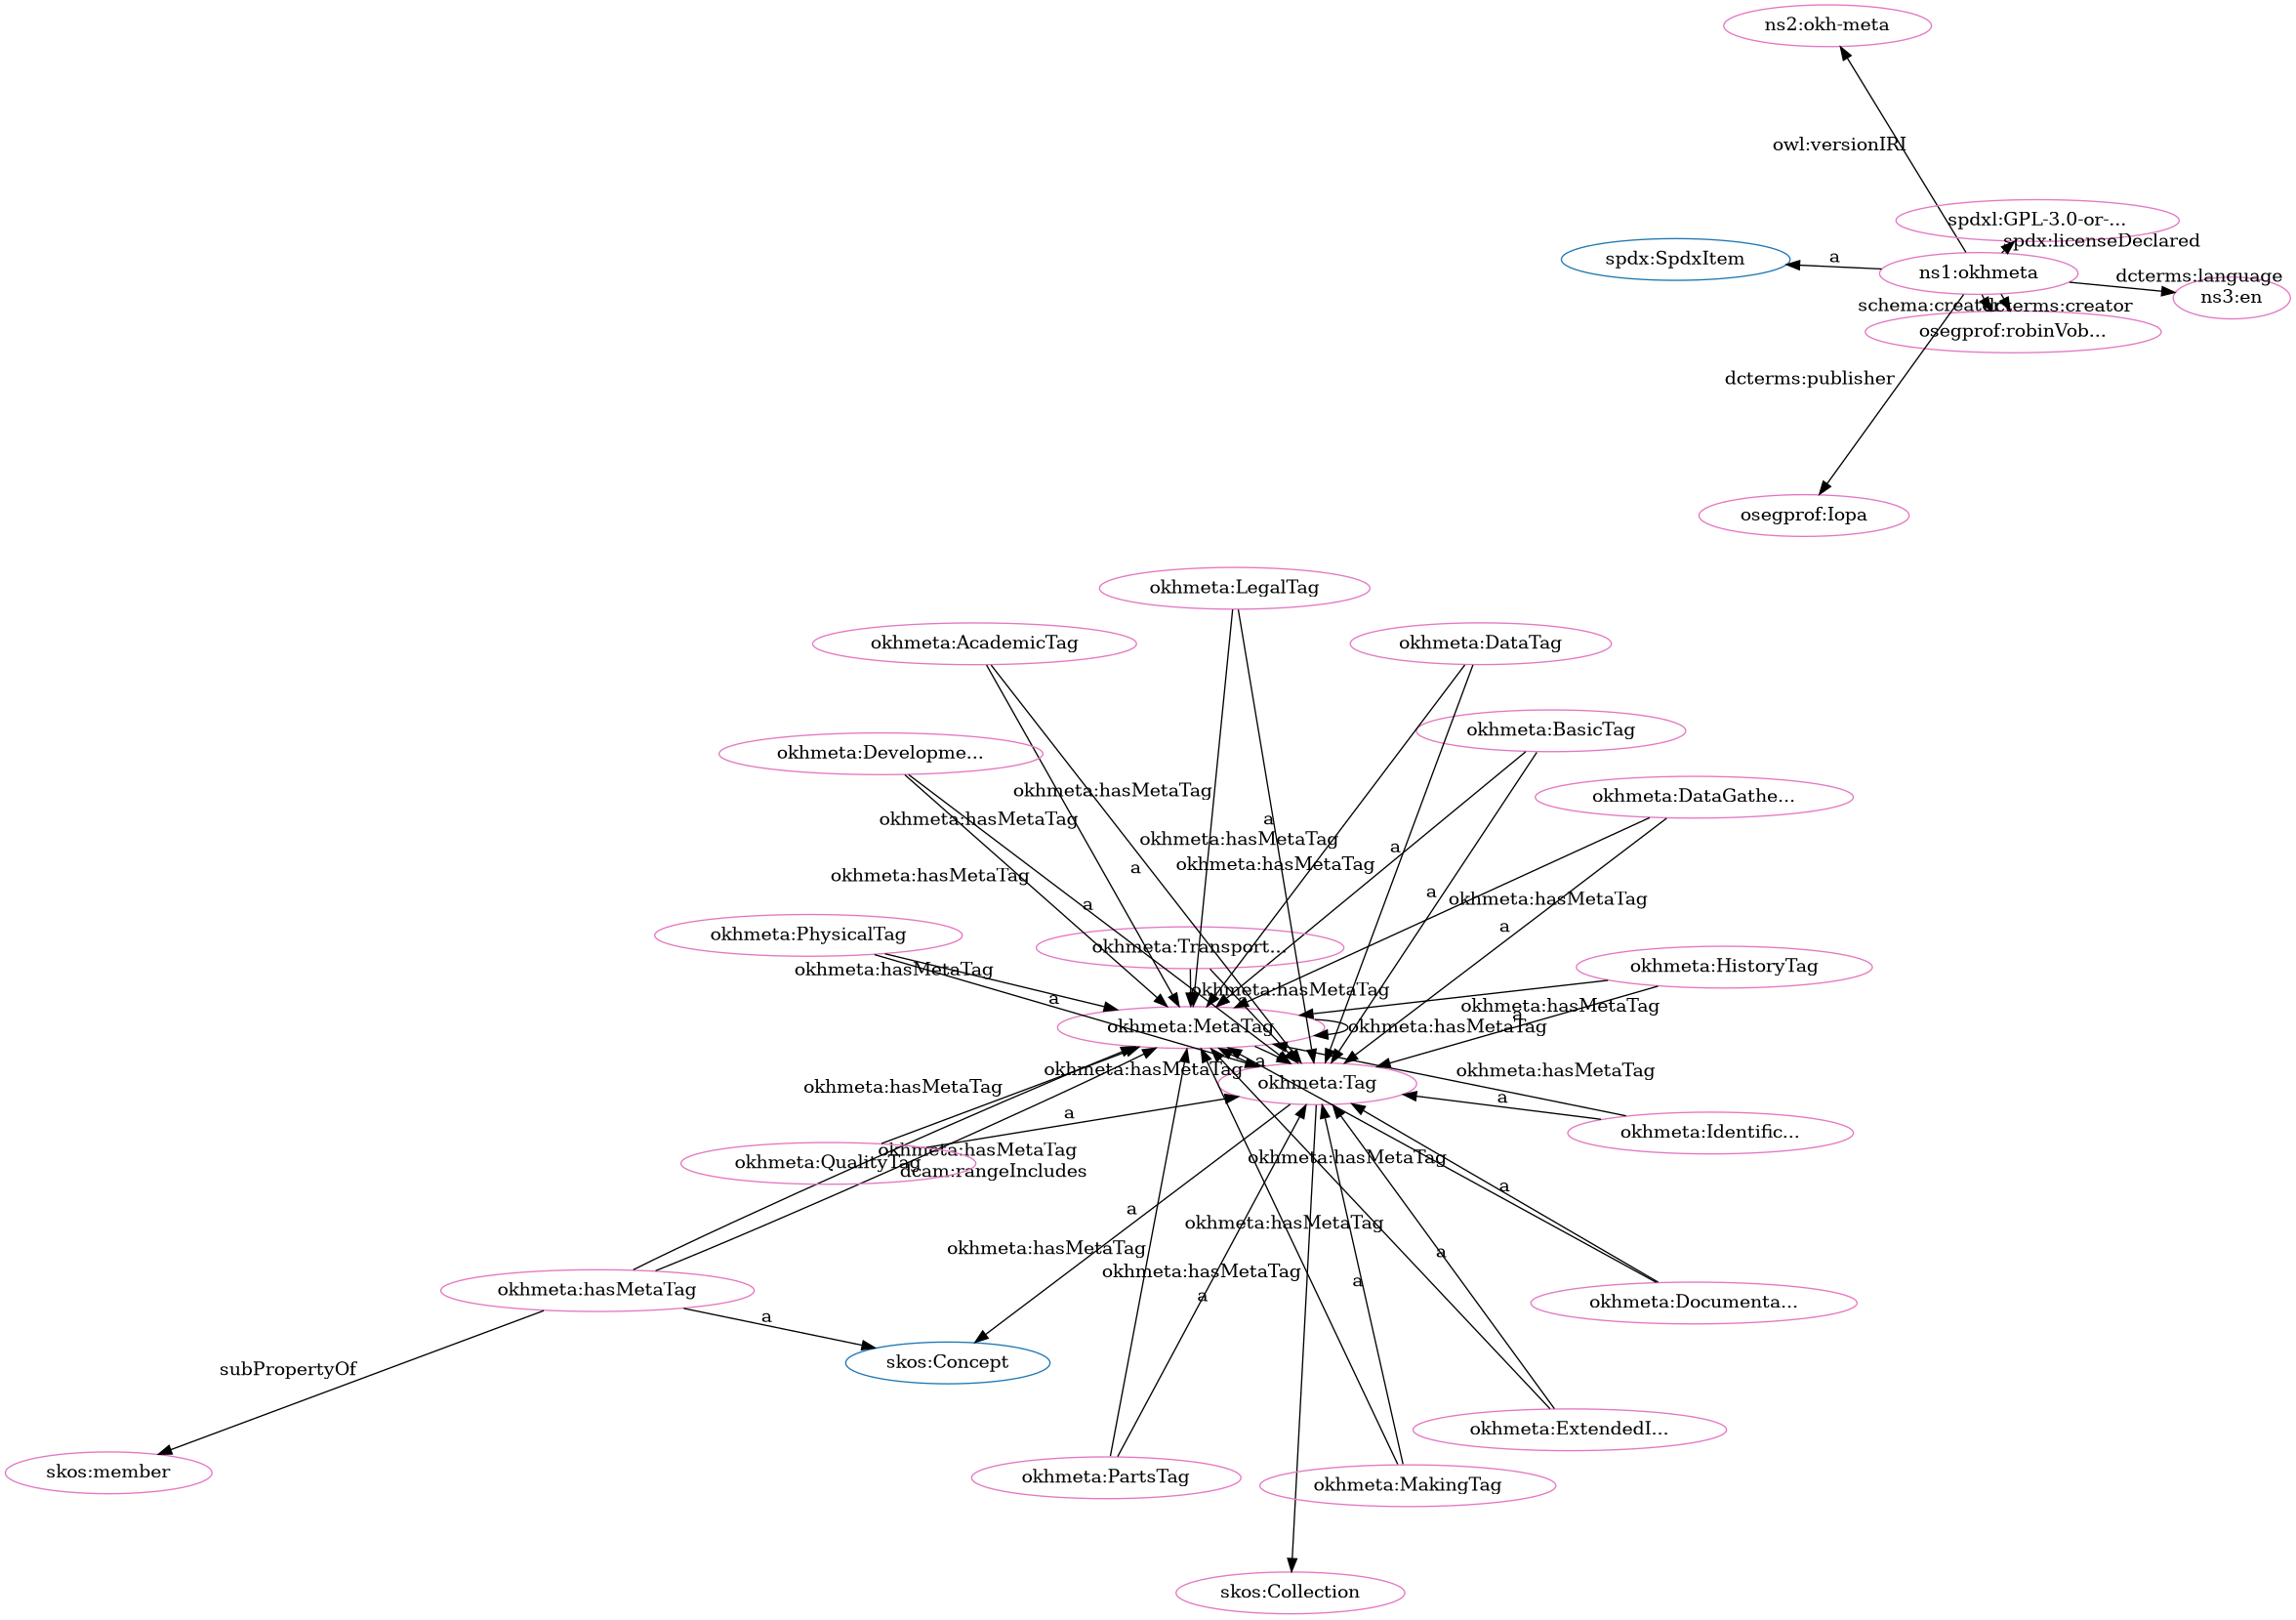 ns2:okh-meta
owl:versionIRI
spdxl:GPL-3.0-or-...
spdx:licenseDeclared
spdx:SpdxItem
a
ns1:okhmeta
dcterms:language
ns3:en
schema:creator
dcterms:creator
osegprof:robinVob...
dcterms:publisher
osegprof:Iopa
okhmeta:LegalTag
okhmeta:AcademicTag
okhmeta:DataTag
okhmeta:BasicTag
okhmeta:Developme...
okhmeta:DataGathe...
okhmeta:hasMetaTag
okhmeta:hasMetaTag
a
okhmeta:hasMetaTag
a
okhmeta:hasMetaTag
a
okhmeta:hasMetaTag
a
a
okhmeta:hasMetaTag
a
okhmeta:PhysicalTag
okhmeta:Transport...
okhmeta:HistoryTag
okhmeta:hasMetaTag
a
okhmeta:hasMetaTag
okhmeta:hasMetaTag
a
okhmeta:MetaTag
okhmeta:hasMetaTag
a
okhmeta:hasMetaTag
okhmeta:hasMetaTag
okhmeta:Tag
okhmeta:hasMetaTag
a
a
okhmeta:Identific...
okhmeta:hasMetaTag
okhmeta:QualityTag
dcam:rangeIncludes
okhmeta:hasMetaTag
a
a
okhmeta:hasMetaTag
okhmeta:hasMetaTag
a
okhmeta:hasMetaTag
a
a
okhmeta:hasMetaTag
okhmeta:Documenta...
a
skos:Concept
subPropertyOf
okhmeta:ExtendedI...
skos:member
okhmeta:PartsTag
okhmeta:MakingTag
skos:Collection